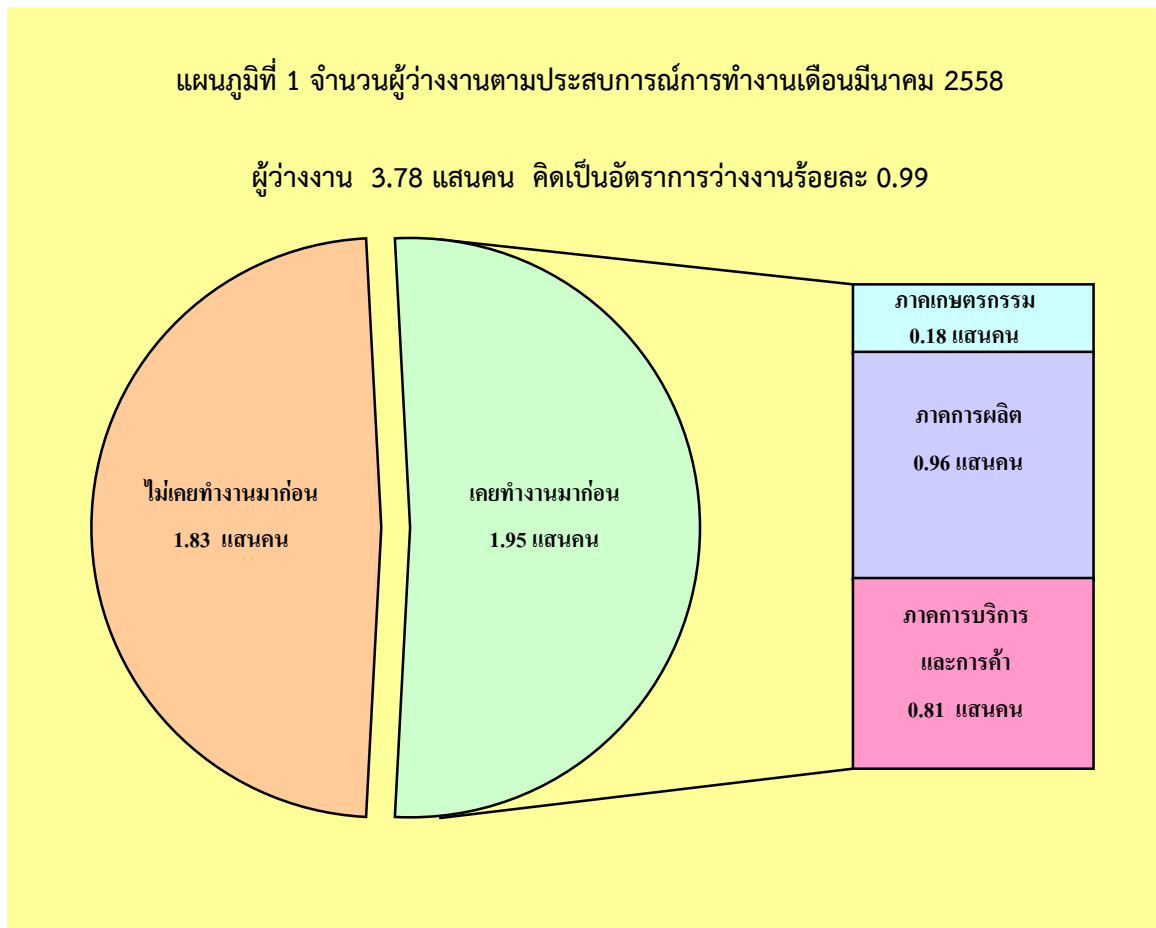 แผนภูมิที่ 1 จำนวนผู้ว่างงานตามประสบการณ์การทำงานเดือนมีนาคม 2558
ผู้ว่างงาน 3.78 แสนคน คิดเป็นอัตราการว่างงานร้อยละ 0.99
ไม่เคยทำงานมาก่อน
1.83 แสนคน
เคยทำงานมาก่อน
1.95 แสนคน
ภาคเกษตรกรรม
0.18 แสนคน
ภาคการผลิต
0.96 แสนคน
ภาคการบริการ
และการค้า
0.81 แสนคน